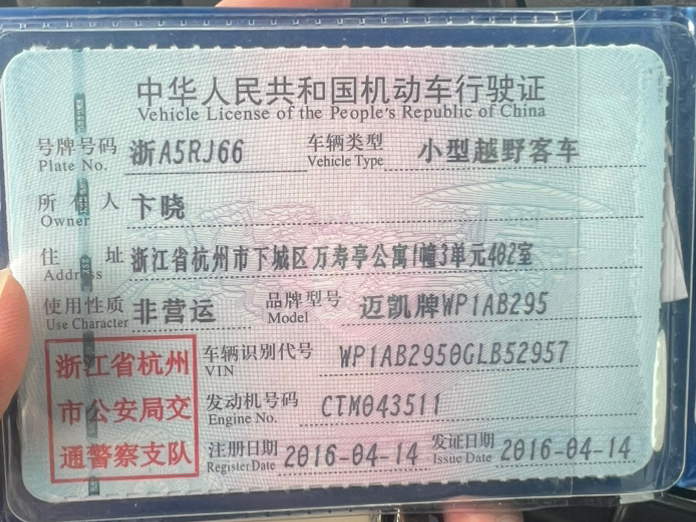 中华人民共和国机动车行驶证
Vehicle License of the People's Republic of China
号牌号码 浙A5RJ66 车辆类型 小型越野客车
Plate No. Vehicle Type
所有人 卞晓
Owner
住址 浙江省杭州市下城区万寿亭公寓1幢3单元402室
Address
使用性质 非营运 品牌型号 迈凯牌WP1AB295
Use Character Model
浙江省杭州 车辆识别代号 WP1AB2950GLB52957
VIN
市公安局交 发动机号码 CTM043511
Engine No.
通警察支队 注册日期 2016-04-14 发证日期 2016-04-14
Register Date Issue Date